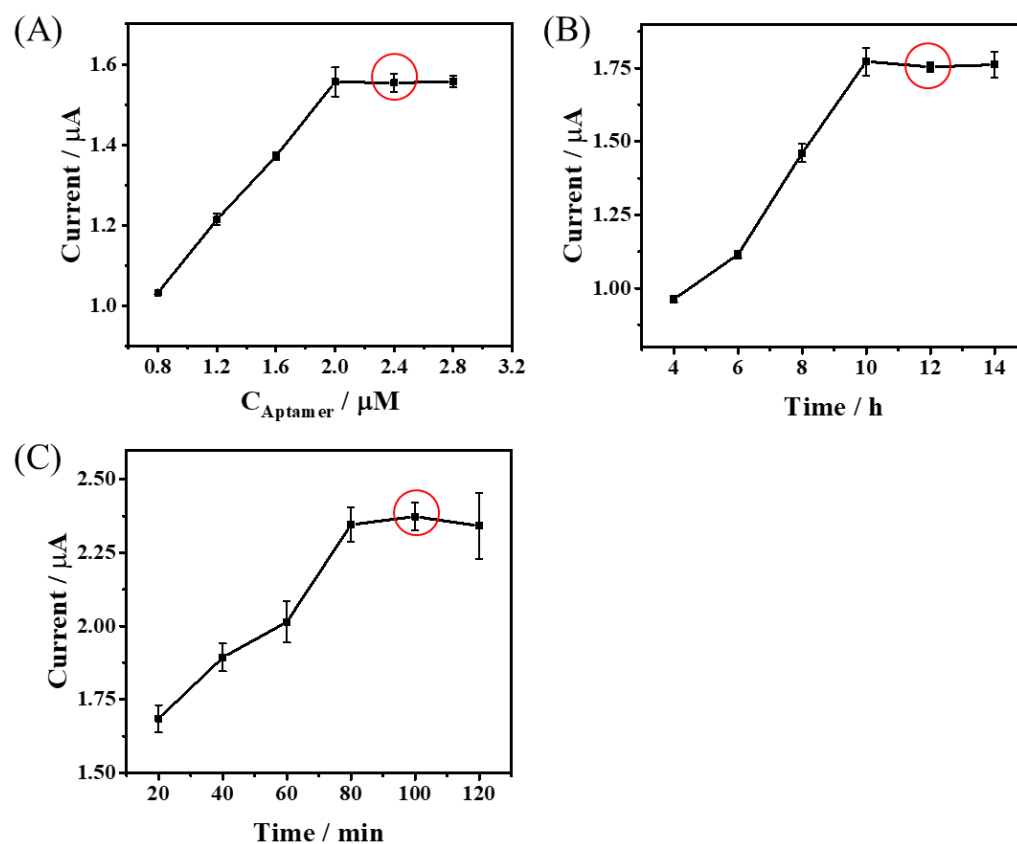 (A)
1.6
1.4
1.2
1.0
Current / μA
0.8 1.2 1.6 2.0 2.4 2.8 3.2
C Aptamer / μM
(B)
1.75
1.50
1.25
1.00
Current / μA
4 6 8 10 12 14
Time / h
(C)
2.50
2.25
2.00
1.75
1.50
Current / μA
20 40 60 80 100 120
Time / min